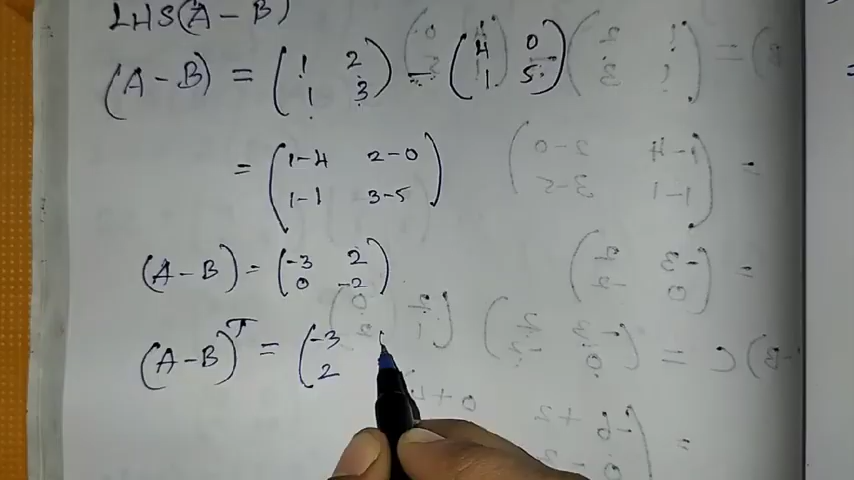 LHS(A - B)
(A - B) = (1 2 1 3) - (4 0 1 5)
= (1-4 2-0 1-1 3-5)
(A - B) = (-3 2 0 -2)
(A - B)^T = (-3 2